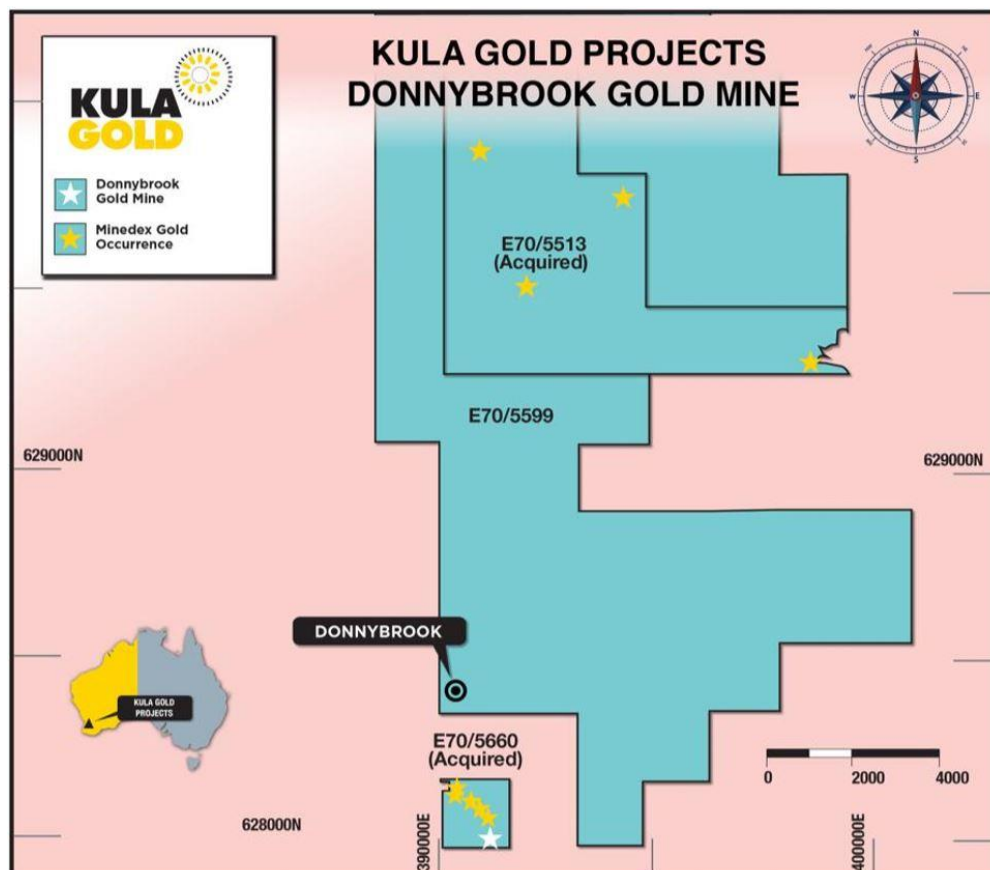 KULA GOLD PROJECTS
DONNYBROOK GOLD MINE
KULA
GOLD
Donnybrook
Gold Mine
Minedex Gold
Occurrence
N
W
E
S
E70/5513
(Acquired)
E70/5599
629000N
629000N
DONNYBROOK
KULA GOLD
PROJECTS
E70/5660
(Acquired)
0
2000
4000
628000N
390000E
400000E